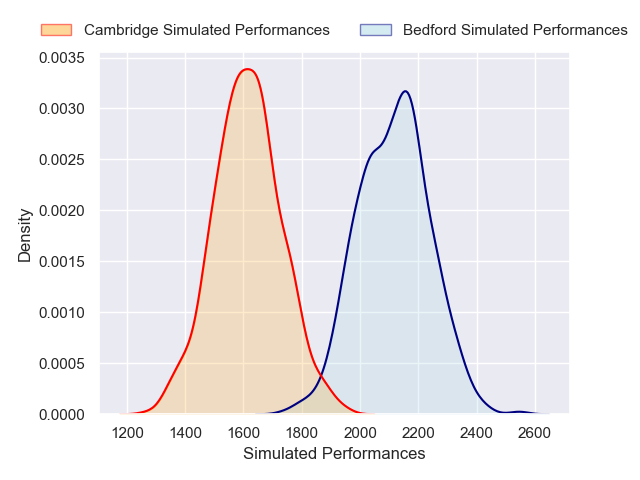 Cambridge Simulated Performances Bedford Simulated Performances
0.0035
0.0030
0.0025
0.0020
0.0015
0.0010
0.0005
0.0000
Density
1200 1400 1600 1800 2000 2200 2400 2600
Simulated Performances